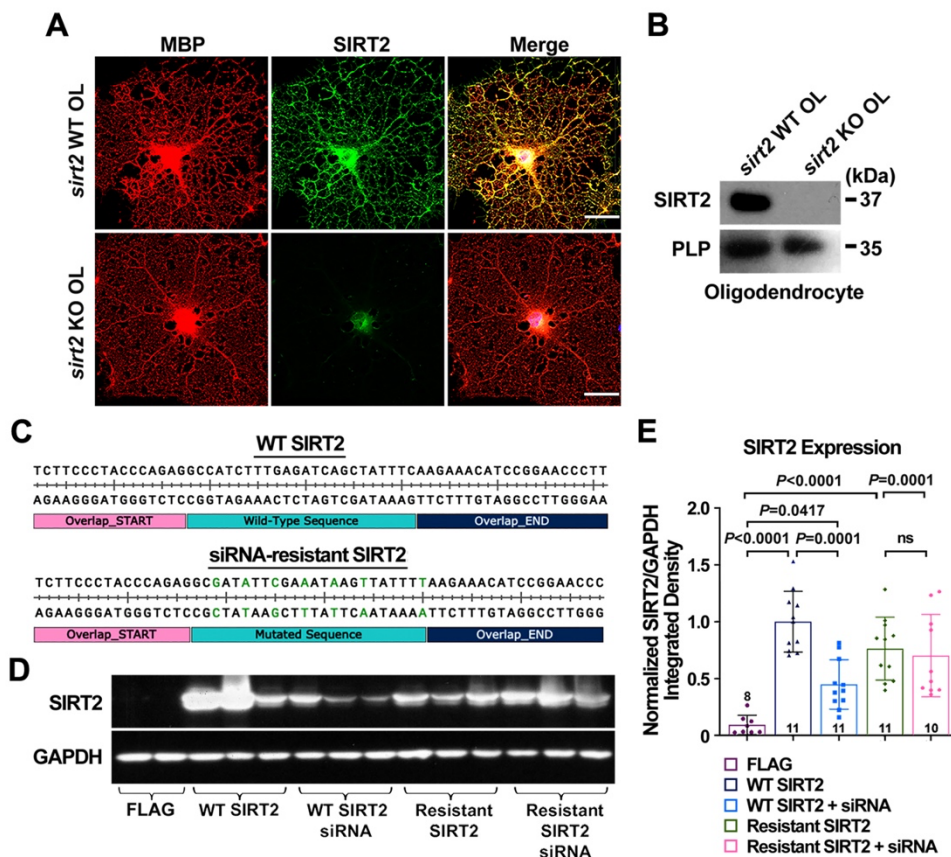 A
MBP SIRT2 Merge
sirt2 WT OL
sirt2 KO OL
B
sirt2 WT OL sirt2 KO OL
(kDa)
SIRT2 37
PLP 35
Oligodendrocyte
C
WT SIRT2
TCTTCCCTACCCAGAGGCCATCTTTGAGATCAGCTATTTCAAGAAACATCCGGAACCCTT
AGAAGGGATGGGTCTCCGGTAGAAACTCTAGTCGATAAAGTTCTTTGTAGGCCTTGGGAA
Overlap_START Wild-Type Sequence Overlap_END
siRNA-resistant SIRT2
TCTTCCCTACCCAGAGGCGATATTCGAAATAAGTTATTTTAAGAAACATCCGGAACCC
AGAAGGGATGGGTCTCCGCTATAAGCTTTATTCAATAAAATTCTTTGTAGGCCTTGGG
Overlap_START Mutated Sequence Overlap_END
D
SIRT2
GAPDH
FLAG WT SIRT2 WT SIRT2 Resistant Resistant
siRNA SIRT2 SIRT2
siRNA
E
SIRT2 Expression
Normalized SIRT2/GAPDH
Integrated Density
P<0.0001 P=0.0001
P=0.0417
P<0.0001 P=0.0001 ns
2.0
1.5
1.0
0.5
0
8 11 11 11 10
FLAG
WT SIRT2
WT SIRT2 + siRNA
Resistant SIRT2
Resistant SIRT2 + siRNA